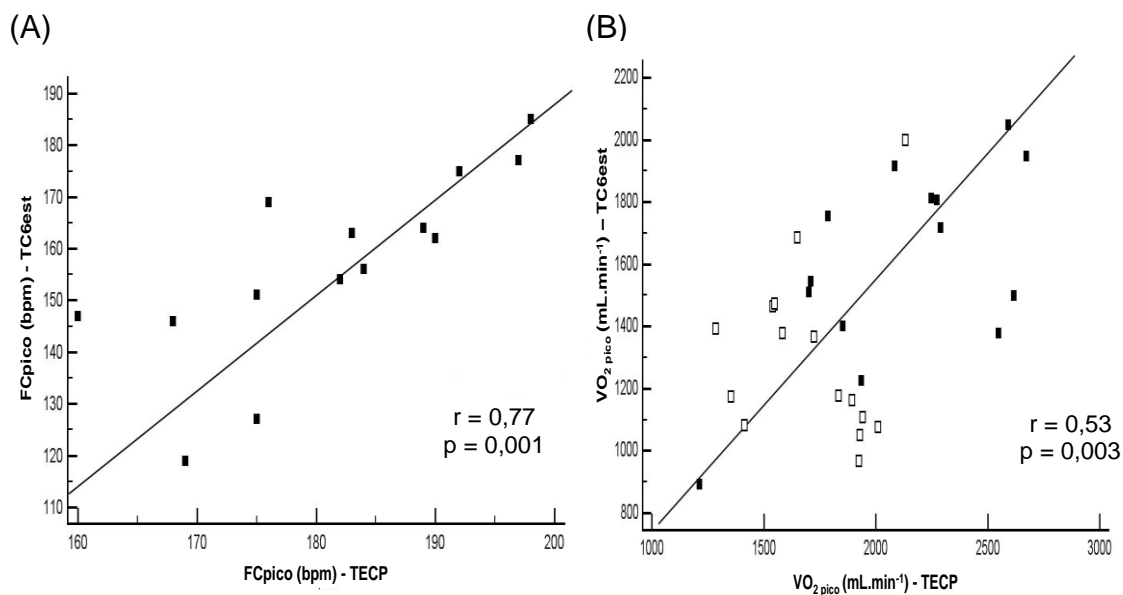 (A)
FCpico (bpm) - TC6est
190
180
170
160
150
140
130
120
110
160
170
180
190
200
FCpico (bpm) - TECP
r = 0,77
p = 0,001
(B)
VO2 pico (mL.min-1) – TC6est
2200
2000
1800
1600
1400
1200
1000
800
1000
1500
2000
2500
3000
VO2 pico (mL.min-1) - TECP
r = 0,53
p = 0,003